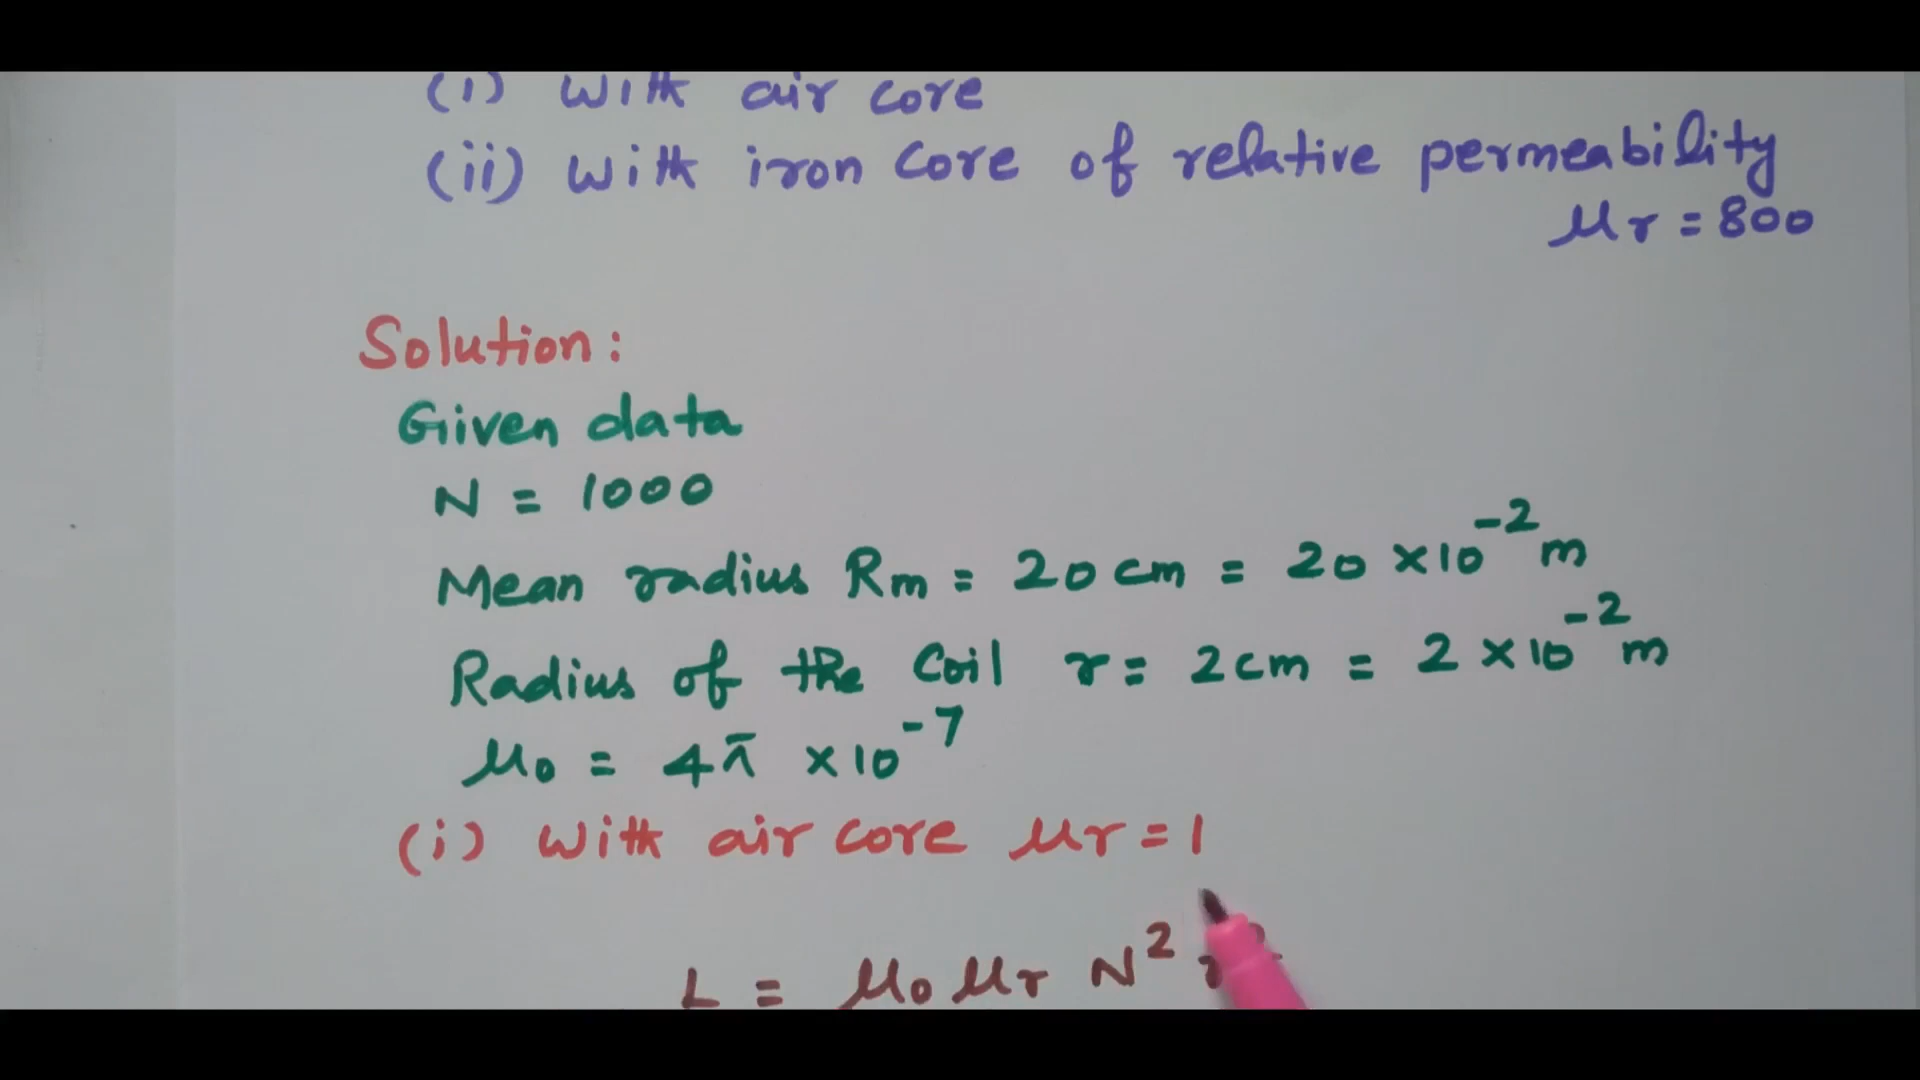 (i) with air core
(ii) with iron core of relative permeability
μr = 800
Solution:
Given data
N = 1000
Mean radius Rm = 20 cm = 20 × 10⁻² m
Radius of the coil r = 2 cm = 2 × 10⁻² m
μ₀ = 4π × 10⁻⁷
(i) with air core μr = 1
L = μ₀ μr N²